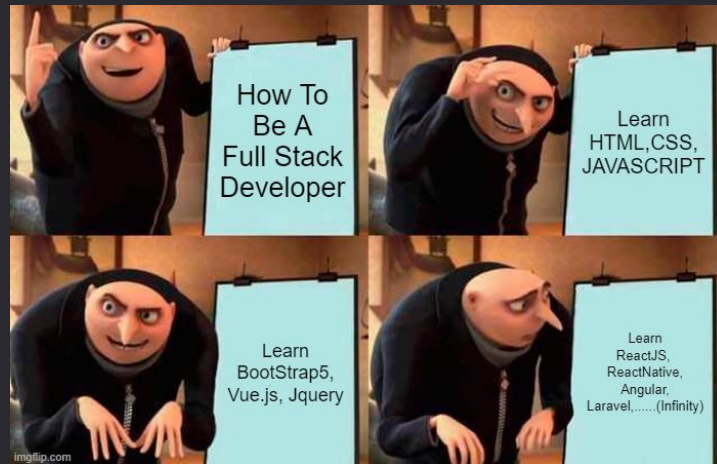 How To
Be A
Full Stack
Developer
Learn
HTML,CSS,
JAVASCRIPT
Learn
BootStrap5,
Vue.js, Jquery
Learn
ReactJS,
ReactNative,
Angular,
Laravel,......(Infinity)
imgflip.com